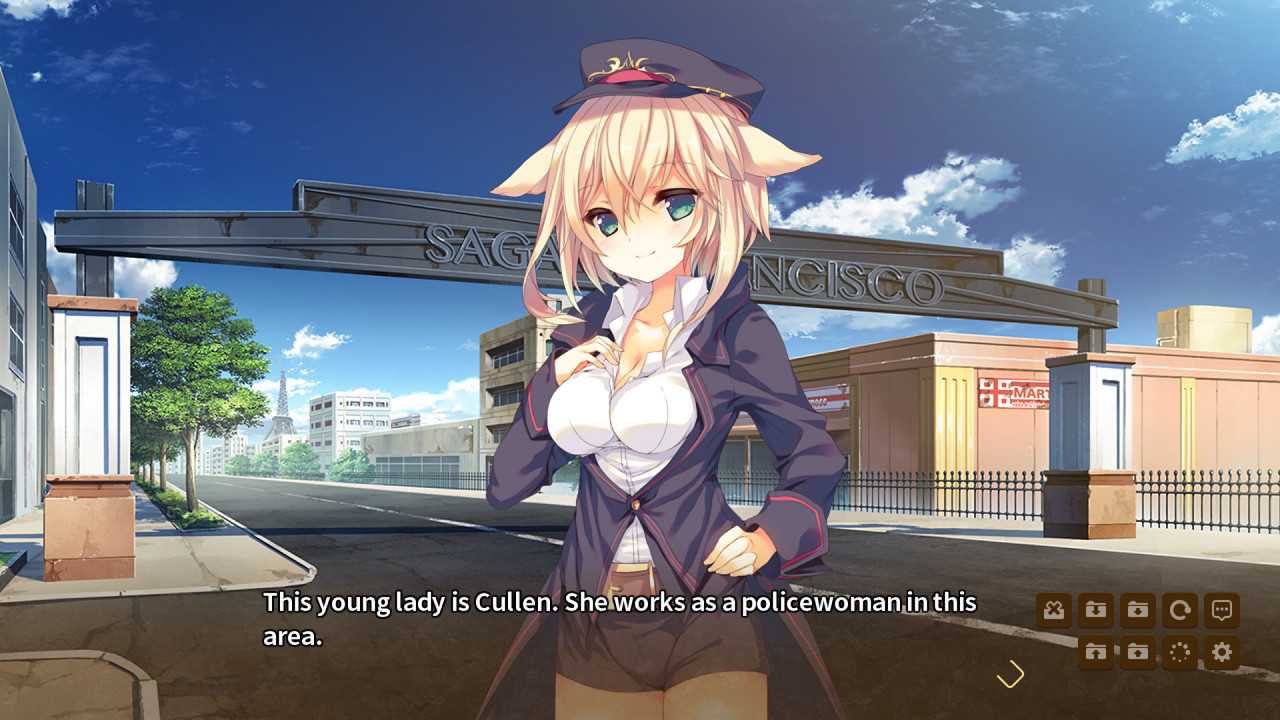 SAGA
NCISCO
MART
This young lady is Cullen. She works as a policewoman in this
area.